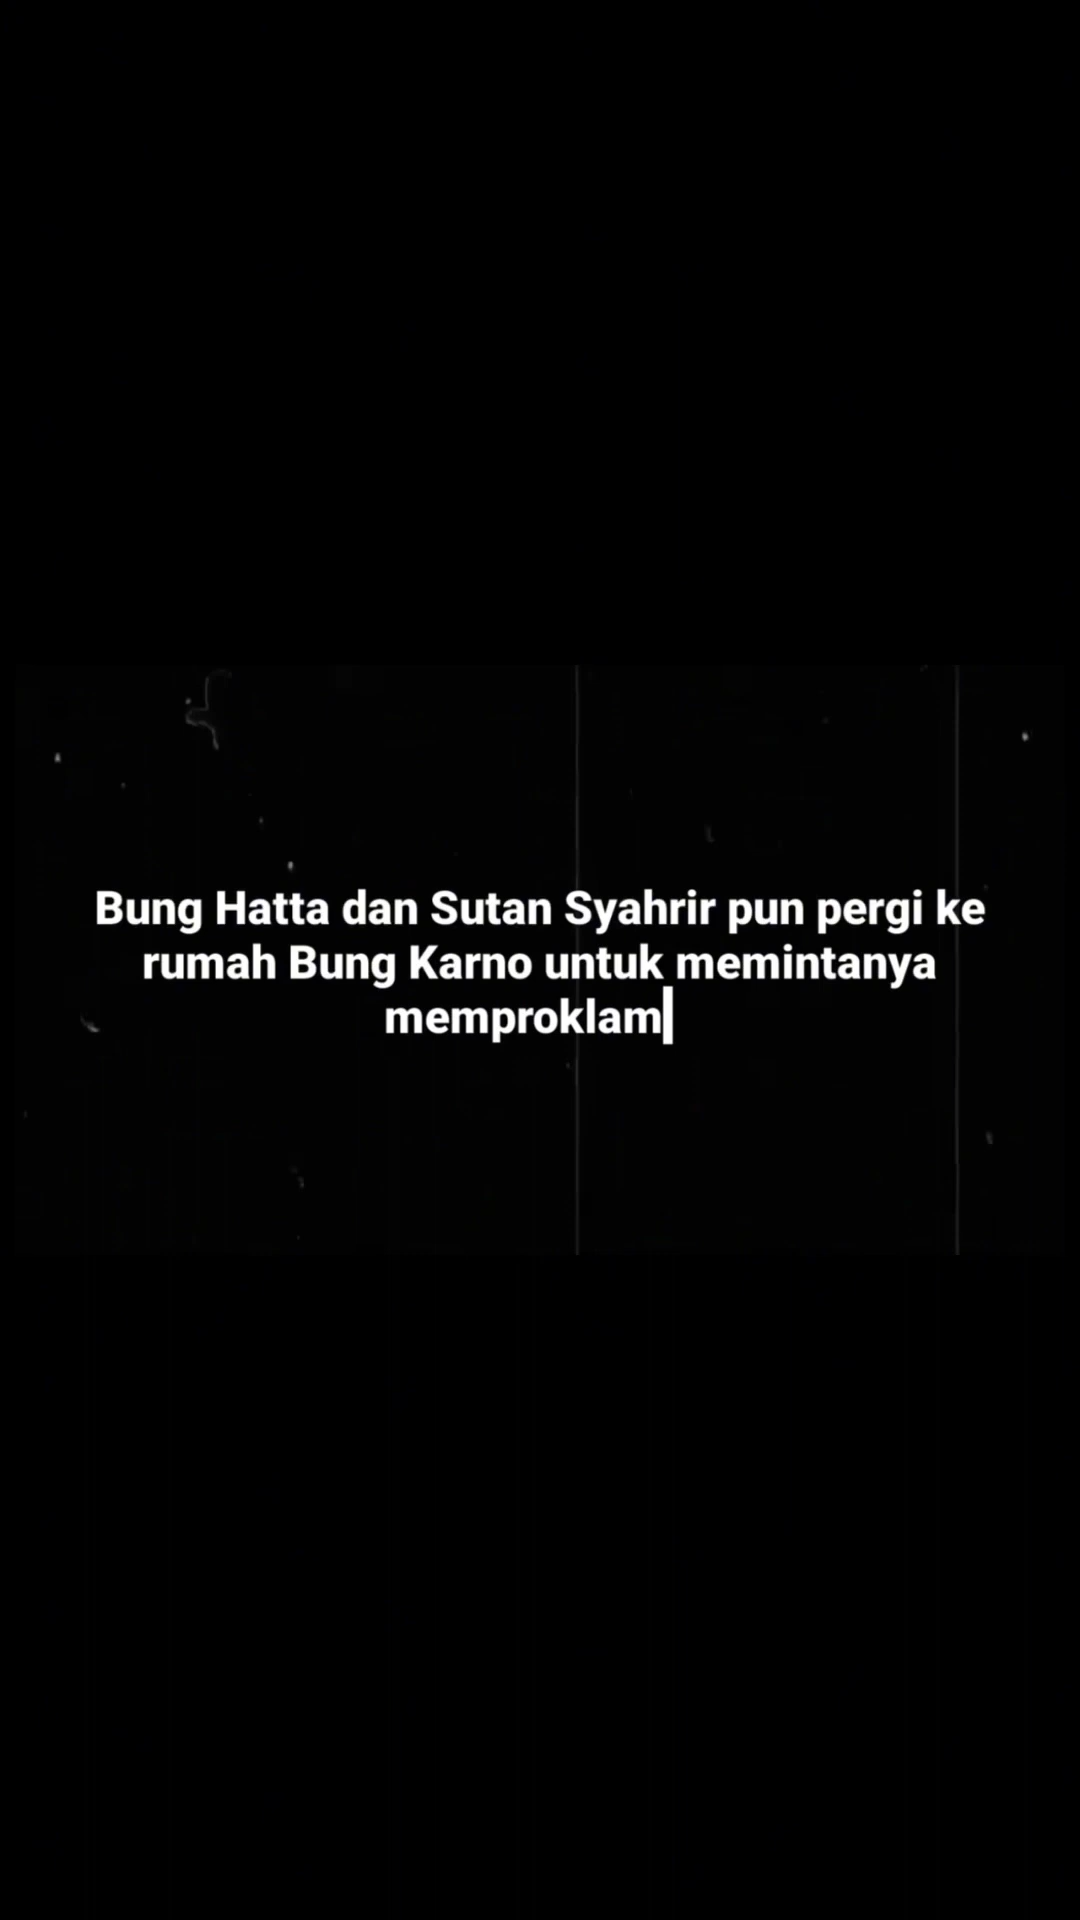 Bung Hatta dan Sutan Syahrir pun pergi ke
rumah Bung Karno untuk memintanya
memproklam